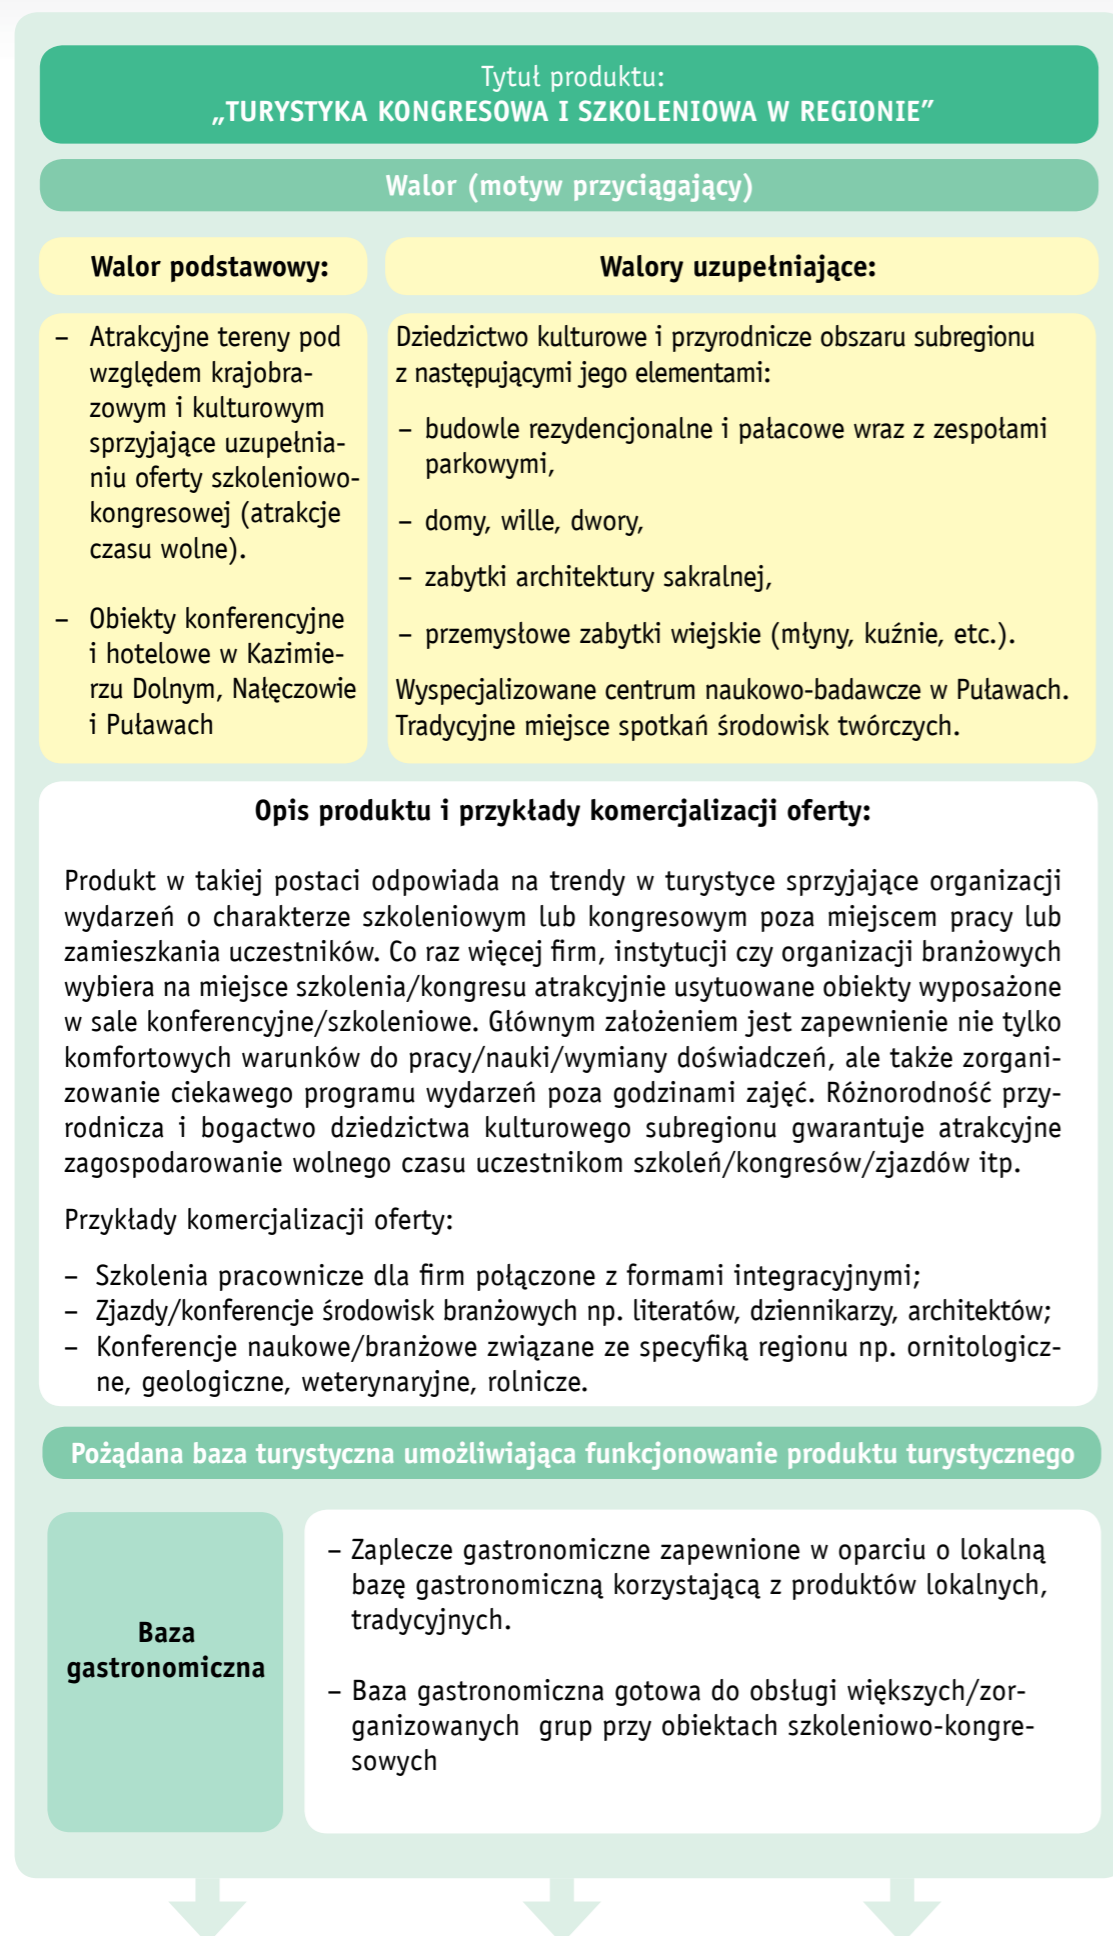 Tytuł produktu:
„TURYSTYKA KONGRESOWA I SZKOLENIOWA W REGIONIE”
Walor (motyw przyciągający)
Walor podstawowy:
– Atrakcyjne tereny pod
względem krajobra-
zowym i kulturowym
sprzyjające uzupełnia-
niu oferty szkoleniowo-
kongresowej (atrakcje
czasu wolne).
– Obiekty konferencyjne
i hotelowe w Kazimie-
rzu Dolnym, Nałęczowie
i Puławach
Walory uzupełniające:
Dziedzictwo kulturowe i przyrodnicze obszaru subregionu
z następującymi jego elementami:
– budowle rezydencjonalne i pałacowe wraz z zespołami
parkowymi,
– domy, wille, dwory,
– zabytki architektury sakralnej,
– przemysłowe zabytki wiejskie (młyny, kuźnie, etc.).
Wyspecjalizowane centrum naukowo-badawcze w Puławach.
Tradycyjne miejsce spotkań środowisk twórczych.
Opis produktu i przykłady komercjalizacji oferty:
Produkt w takiej postaci odpowiada na trendy w turystyce sprzyjające organizacji
wydarzeń o charakterze szkoleniowym lub kongresowym poza miejscem pracy lub
zamieszkania uczestników. Co raz więcej firm, instytucji czy organizacji branżowych
wybiera na miejsce szkolenia/kongresu atrakcyjnie usytuowane obiekty wyposażone
w sale konferencyjne/szkoleniowe. Głównym założeniem jest zapewnienie nie tylko
komfortowych warunków do pracy/nauki/wymiany doświadczeń, ale także zorgani-
zowanie ciekawego programu wydarzeń poza godzinami zajęć. Różnorodność przy-
rodnicza i bogactwo dziedzictwa kulturowego subregionu gwarantuje atrakcyjne
zagospodarowanie wolnego czasu uczestnikom szkoleń/kongresów/zjazdów itp.
Przykłady komercjalizacji oferty:
– Szkolenia pracownicze dla firm połączone z formami integracyjnymi;
– Zjazdy/konferencje środowisk branżowych np. literatów, dziennikarzy, architektów;
– Konferencje naukowe/branżowe związane ze specyfiką regionu np. ornitologicz-
ne, geologiczne, weterynaryjne, rolnicze.
Pożądana baza turystyczna umożliwiająca funkcjonowanie produktu turystycznego
Baza
gastronomiczna
– Zaplecze gastronomiczne zapewnione w oparciu o lokalną
bazę gastronomiczną korzystającą z produktów lokalnych,
tradycyjnych.
– Baza gastronomiczna gotowa do obsługi większych/zor-
ganizowanych grup przy obiektach szkoleniowo-kongre-
sowych